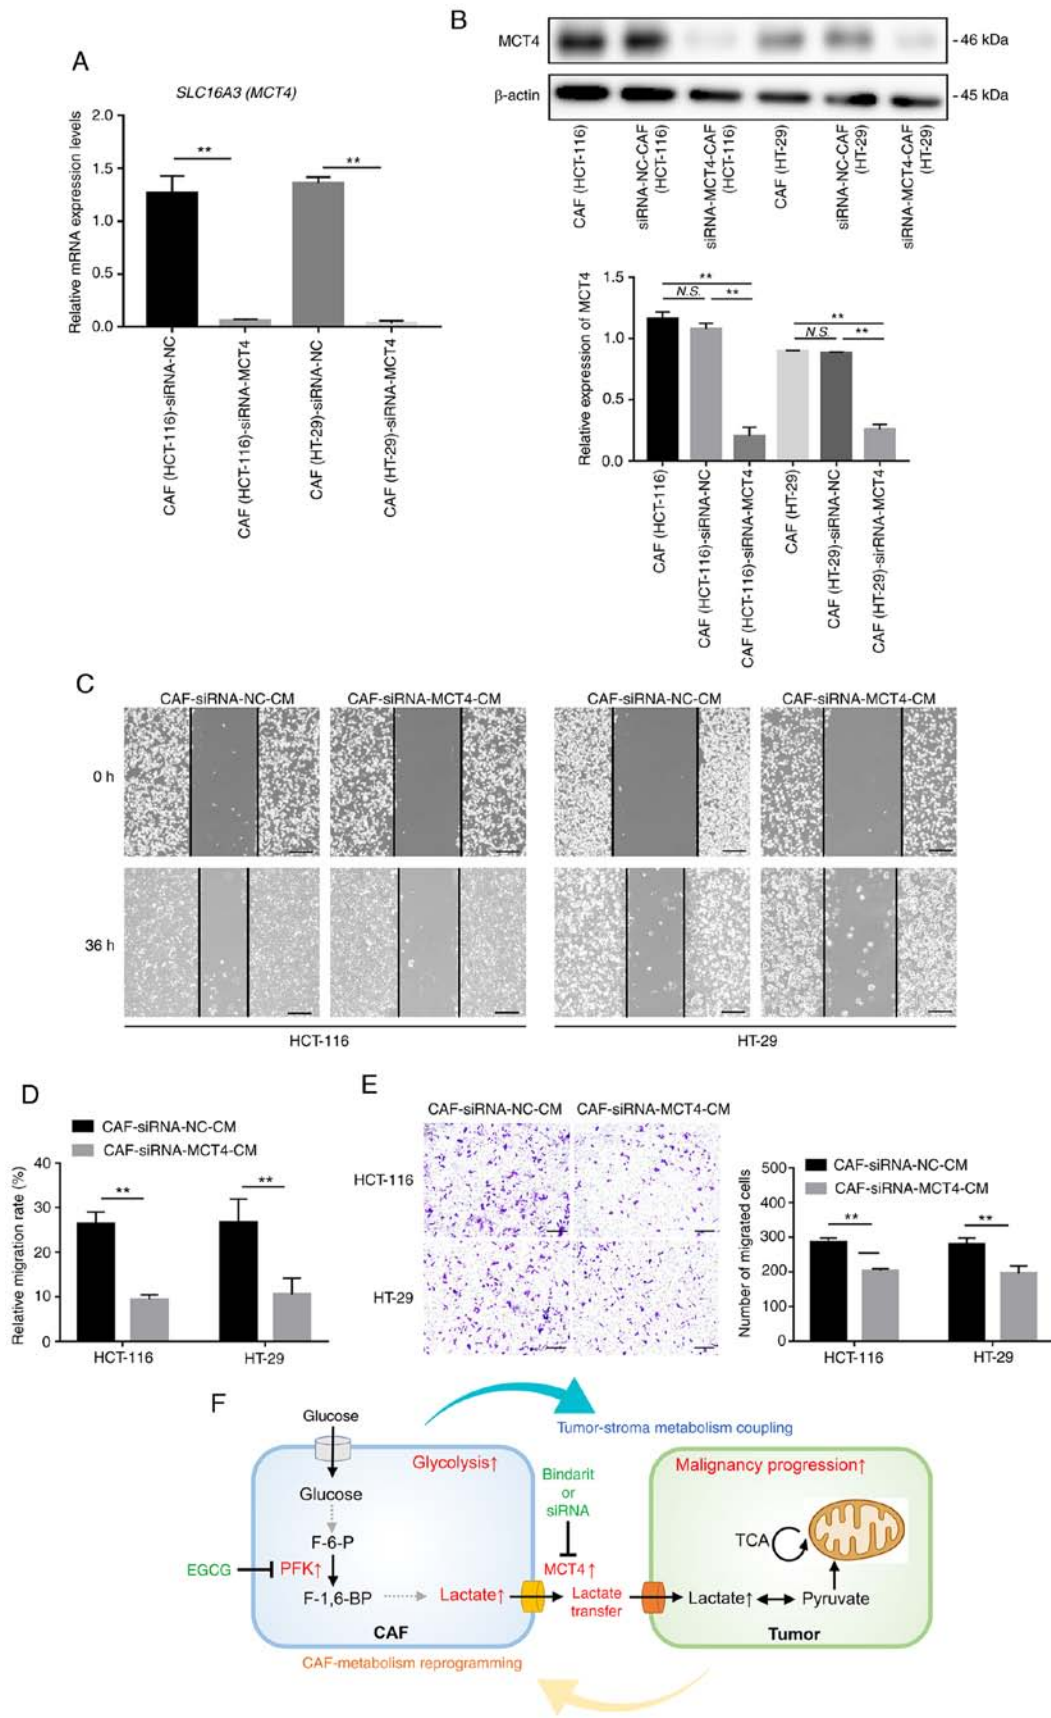 A
SLC16A3 (MCT4)
Relative mRNA expression levels
2.0
1.5
1.0
0.5
0.0
**
**
CAF (HCT-116)-siRNA-NC
CAF (HCT-116)-siRNA-MCT4
CAF (HT-29)-siRNA-NC
CAF (HT-29)-siRNA-MCT4
B
MCT4
- 46 kDa
β-actin
- 45 kDa
CAF (HCT-116)
siRNA-NC-CAF
(HCT-116)
siRNA-MCT4-CAF
(HCT-116)
CAF (HT-29)
siRNA-NC-CAF
(HT-29)
siRNA-MCT4-CAF
(HT-29)
Relative expression of MCT4
1.5
1.0
0.5
0.0
**
N.S.
**
**
N.S.
**
CAF (HCT-116)
CAF (HCT-116)-siRNA-NC
CAF (HCT-116)-siRNA-MCT4
CAF (HT-29)
CAF (HT-29)-siRNA-NC
CAF (HT-29)-sirRNA-MCT4
C
CAF-siRNA-NC-CM
CAF-siRNA-MCT4-CM
CAF-siRNA-NC-CM
CAF-siRNA-MCT4-CM
0 h
36 h
HCT-116
HT-29
D
CAF-siRNA-NC-CM
CAF-siRNA-MCT4-CM
Relative migration rate (%)
40
30
20
10
0
**
**
HCT-116
HT-29
E
CAF-siRNA-NC-CM
CAF-siRNA-MCT4-CM
HCT-116
HT-29
Number of migrated cells
500
400
300
200
100
0
CAF-siRNA-NC-CM
CAF-siRNA-MCT4-CM
**
**
HCT-116
HT-29
F
Glucose
Tumor-stroma metabolism coupling
Glycolysis↑
Bindarit
or
siRNA
Malignancy progression↑
Glucose
F-6-P
TCA
EGCG
PFK↑
MCT4↑
F-1,6-BP
Lactate↑
Lactate
transfer
Lactate↑
Pyruvate
CAF
Tumor
CAF-metabolism reprogramming